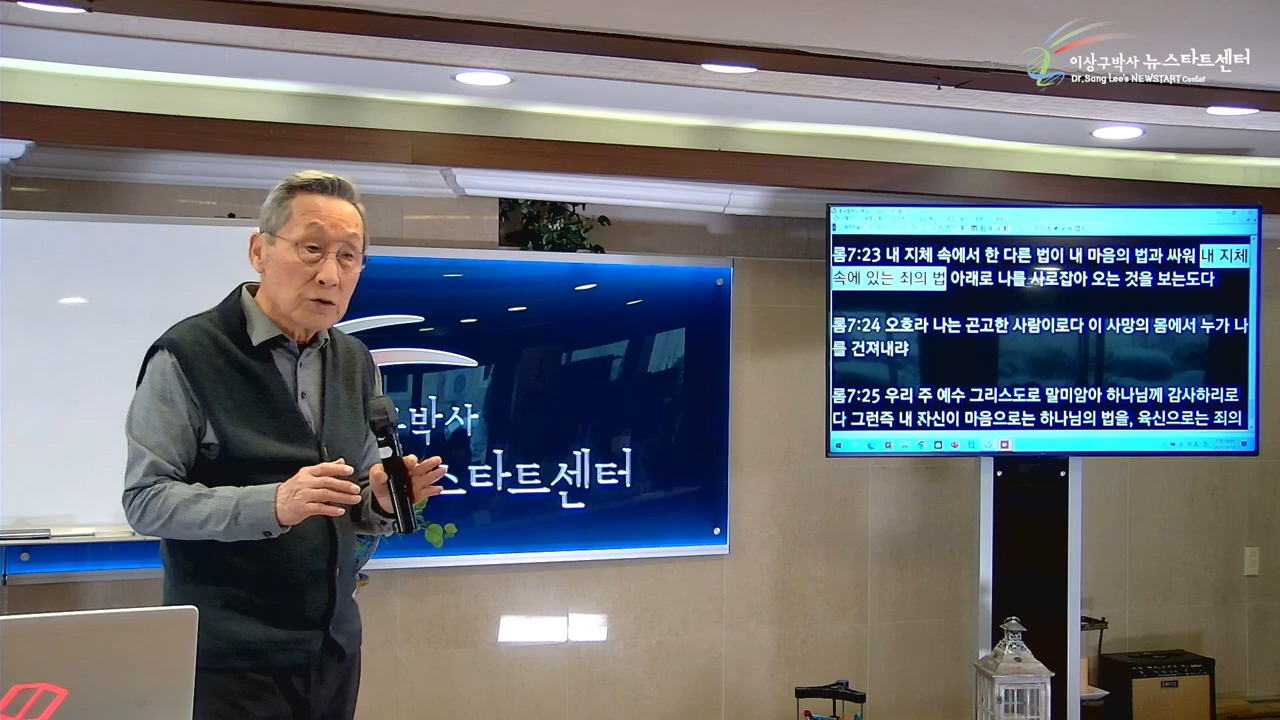 이상구박사 뉴스타트센터
Dr.Sang Lee's NEWSTART Center
롬7:23 내 지체 속에서 한 다른 법이 내 마음의 법과 싸워 내 지체
속에 있는 죄의 법 아래로 나를 사로잡아 오는 것을 보는도다
롬7:24 오호라 나는 곤고한 사람이로다 이 사망의 몸에서 누가 나
를 건져내랴
롬7:25 우리 주 예수 그리스도로 말미암아 하나님께 감사하리로
다 그런즉 내 자신이 마음으로는 하나님의 법을, 육신으로는 죄의
박사
스타트센터